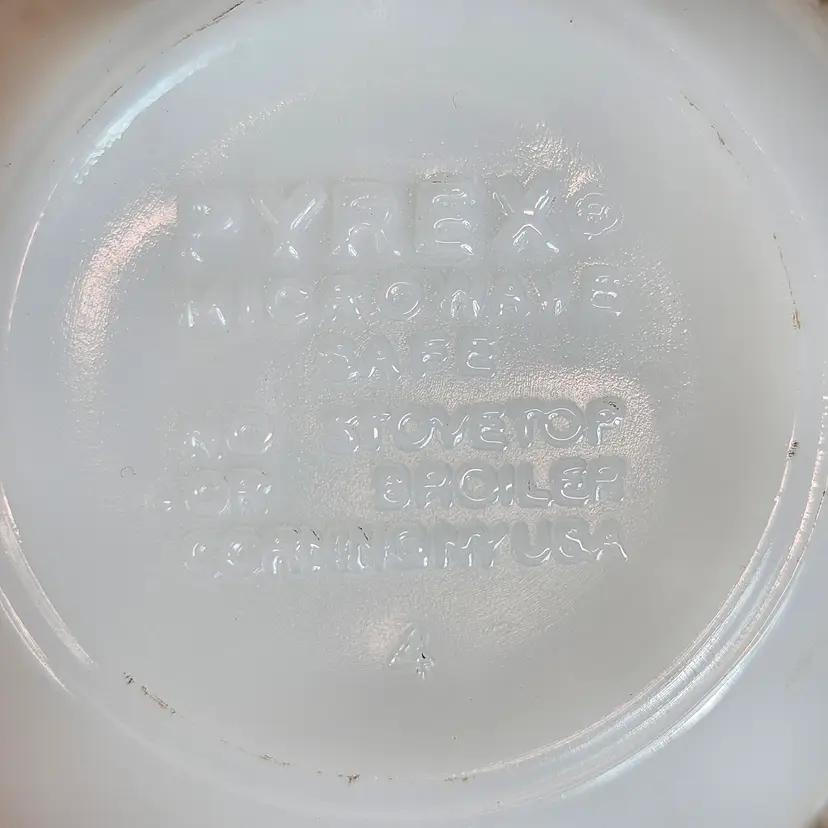 PYREX®
MICROWAVE
SAFE
NO STOVETOP
OR BROILER
CORNING NY USA
4